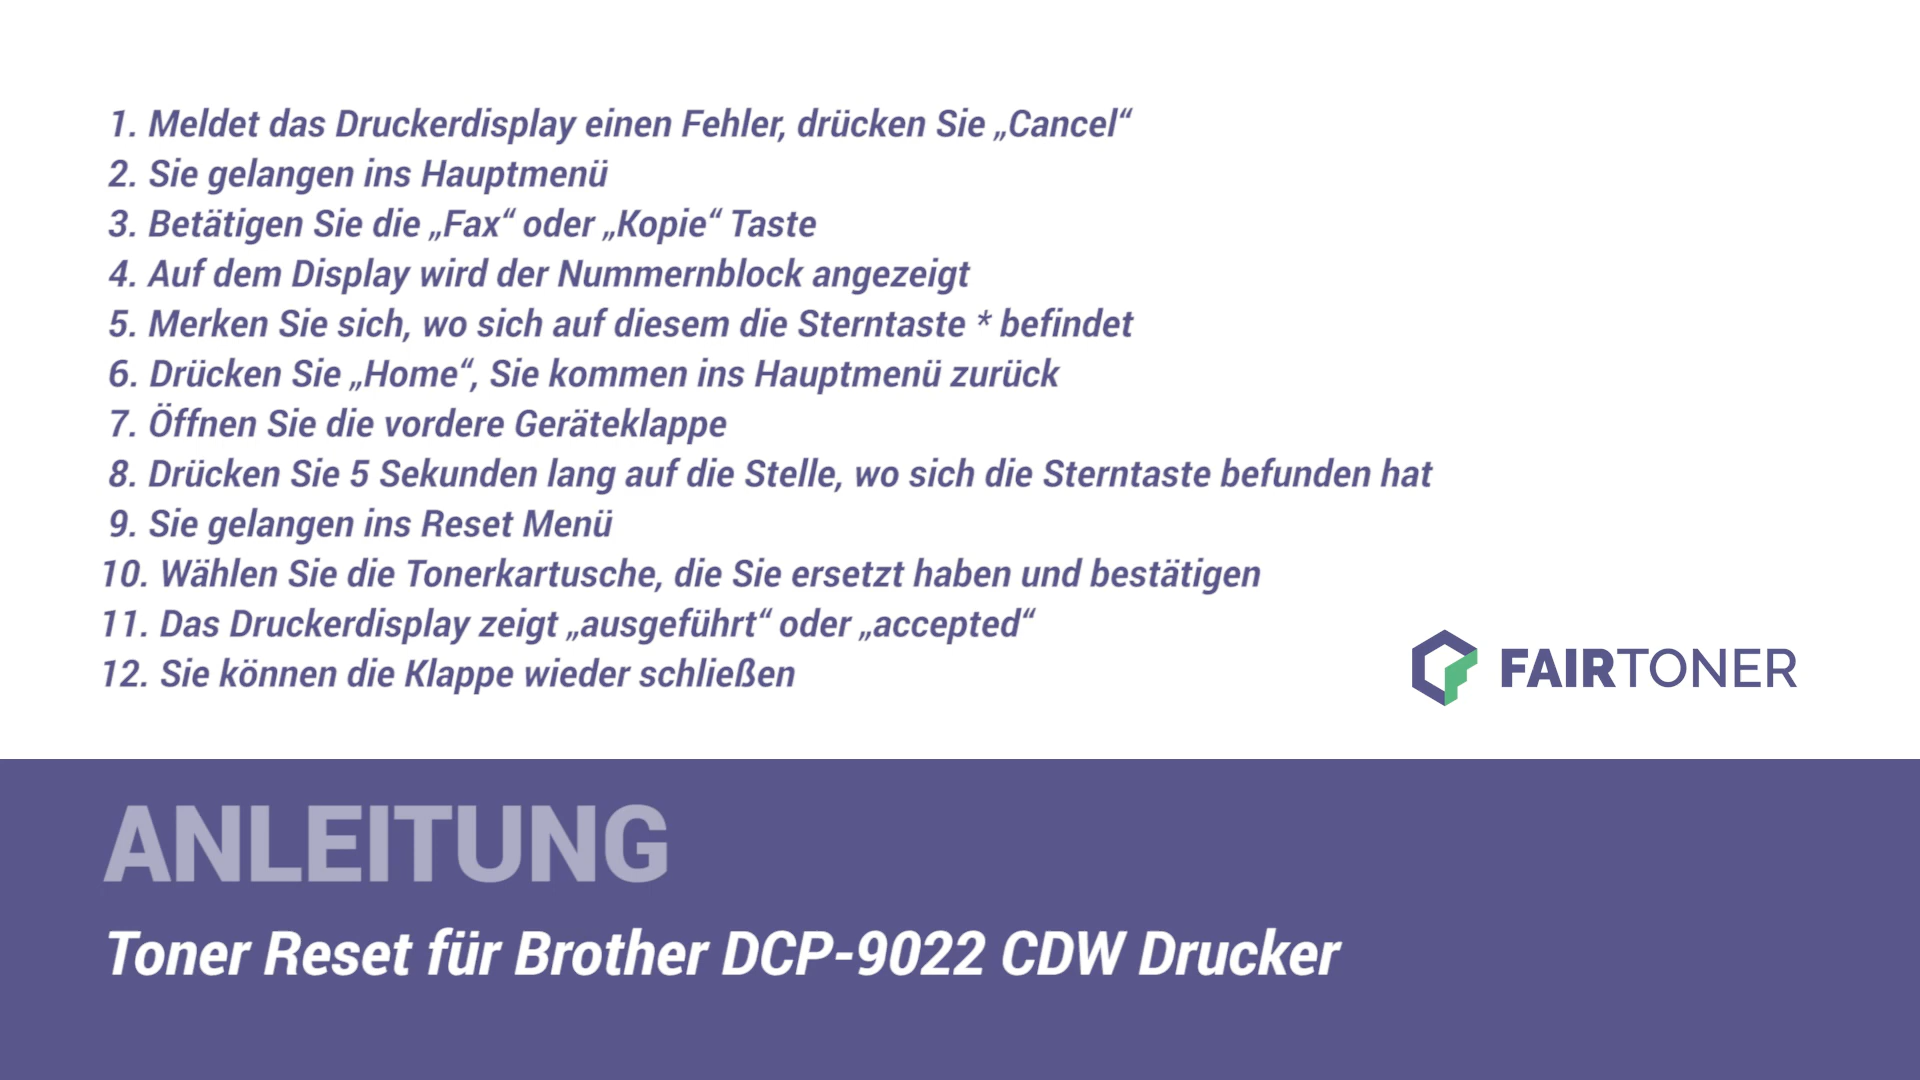 1. Meldet das Druckerdisplay einen Fehler, drücken Sie „Cancel“
2. Sie gelangen ins Hauptmenü
3. Betätigen Sie die „Fax“ oder „Kopie“ Taste
4. Auf dem Display wird der Nummernblock angezeigt
5. Merken Sie sich, wo sich auf diesem die Sterntaste * befindet
6. Drücken Sie „Home“, Sie kommen ins Hauptmenü zurück
7. Öffnen Sie die vordere Geräteklappe
8. Drücken Sie 5 Sekunden lang auf die Stelle, wo sich die Sterntaste befunden hat
9. Sie gelangen ins Reset Menü
10. Wählen Sie die Tonerkartusche, die Sie ersetzt haben und bestätigen
11. Das Druckerdisplay zeigt „ausgeführt“ oder „accepted“
12. Sie können die Klappe wieder schließen
FAIRTONER
ANLEITUNG
Toner Reset für Brother DCP-9022 CDW Drucker